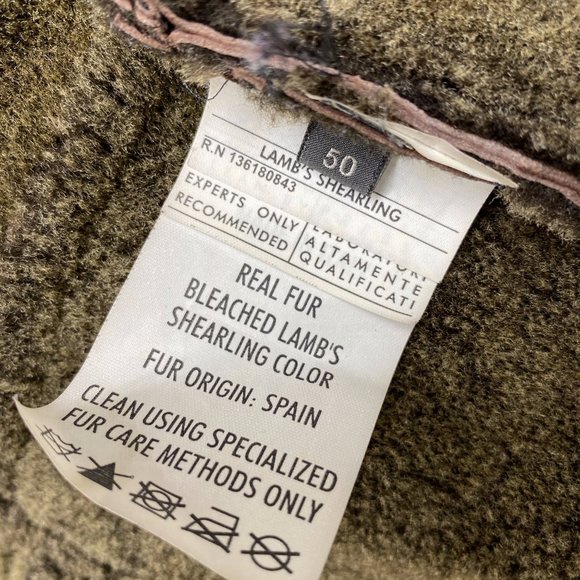 50
LAMB'S SHEARLING
R.N 136180843
EXPERTS ONLY
RECOMMENDED
ALTAMENTE
QUALIFICATI
REAL FUR
BLEACHED LAMB'S
SHEARLING COLOR
FUR ORIGIN: SPAIN
CLEAN USING SPECIALIZED
FUR CARE METHODS ONLY